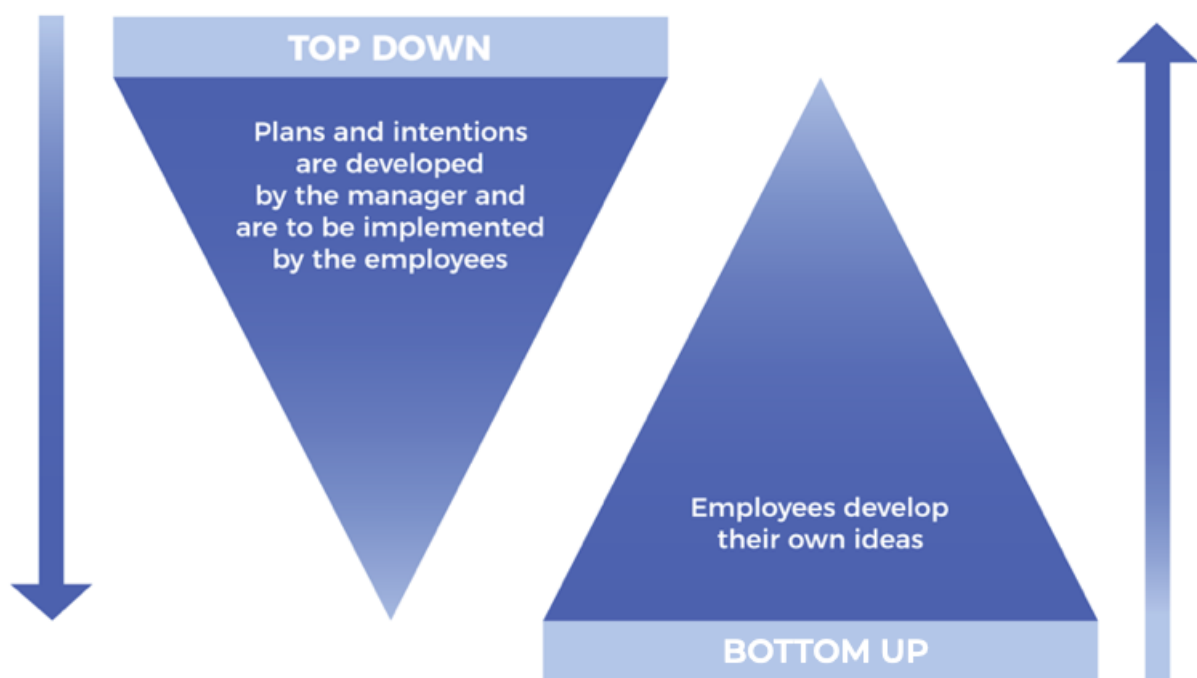 TOP DOWN
Plans and intentions
are developed
by the manager and
are to be implemented
by the employees
Employees develop
their own ideas
BOTTOM UP